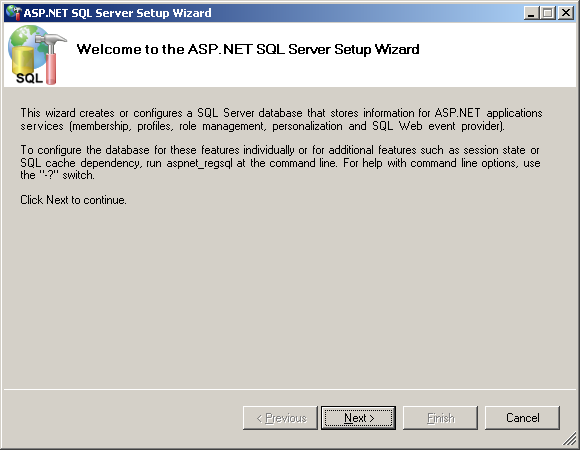 ASP.NET SQL Server Setup Wizard
SQL
Welcome to the ASP.NET SQL Server Setup Wizard
This wizard creates or configures a SQL Server database that stores information for ASP.NET applications
services (membership, profiles, role management, personalization and SQL Web event provider).
To configure the database for these features individually or for additional features such as session state or
SQL cache dependency, run aspnet_regsql at the command line. For help with command line options, use
the "-?" switch.
Click Next to continue.
< Previous
Next >
Finish
Cancel